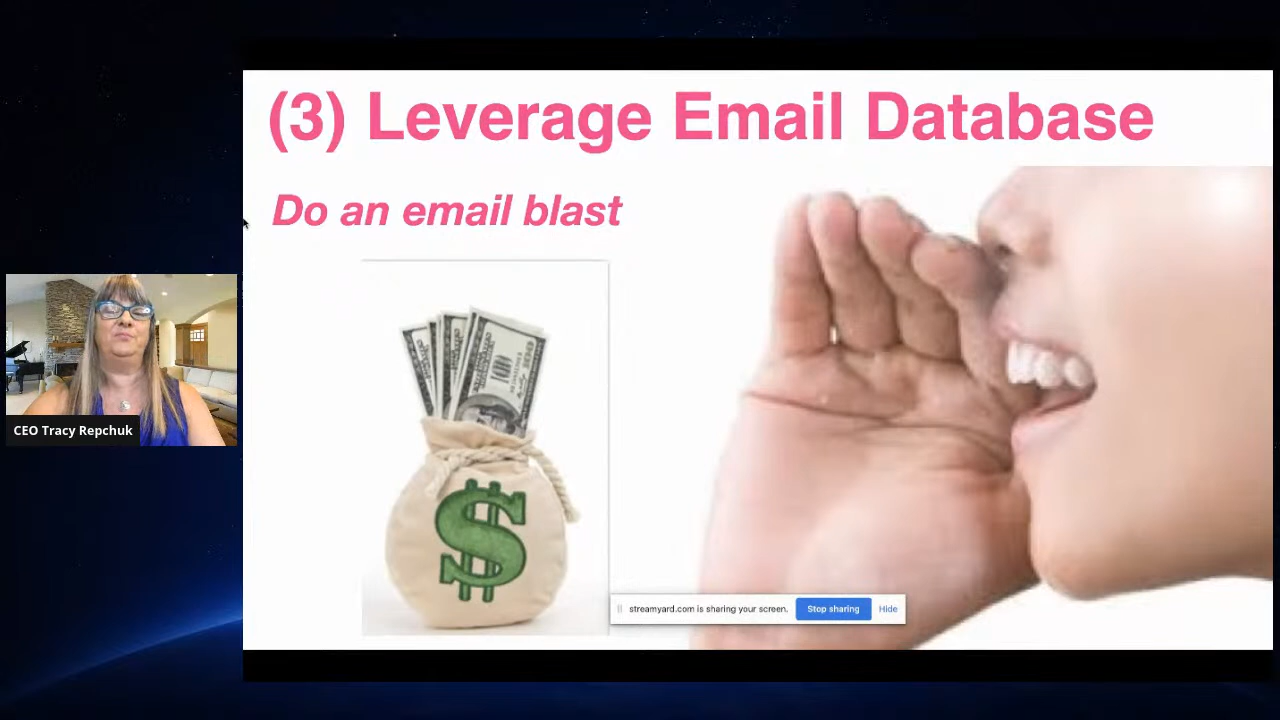 (3) Leverage Email Database
Do an email blast
CEO Tracy Repchuk
$
streamyard.com is sharing your screen. Stop sharing Hide